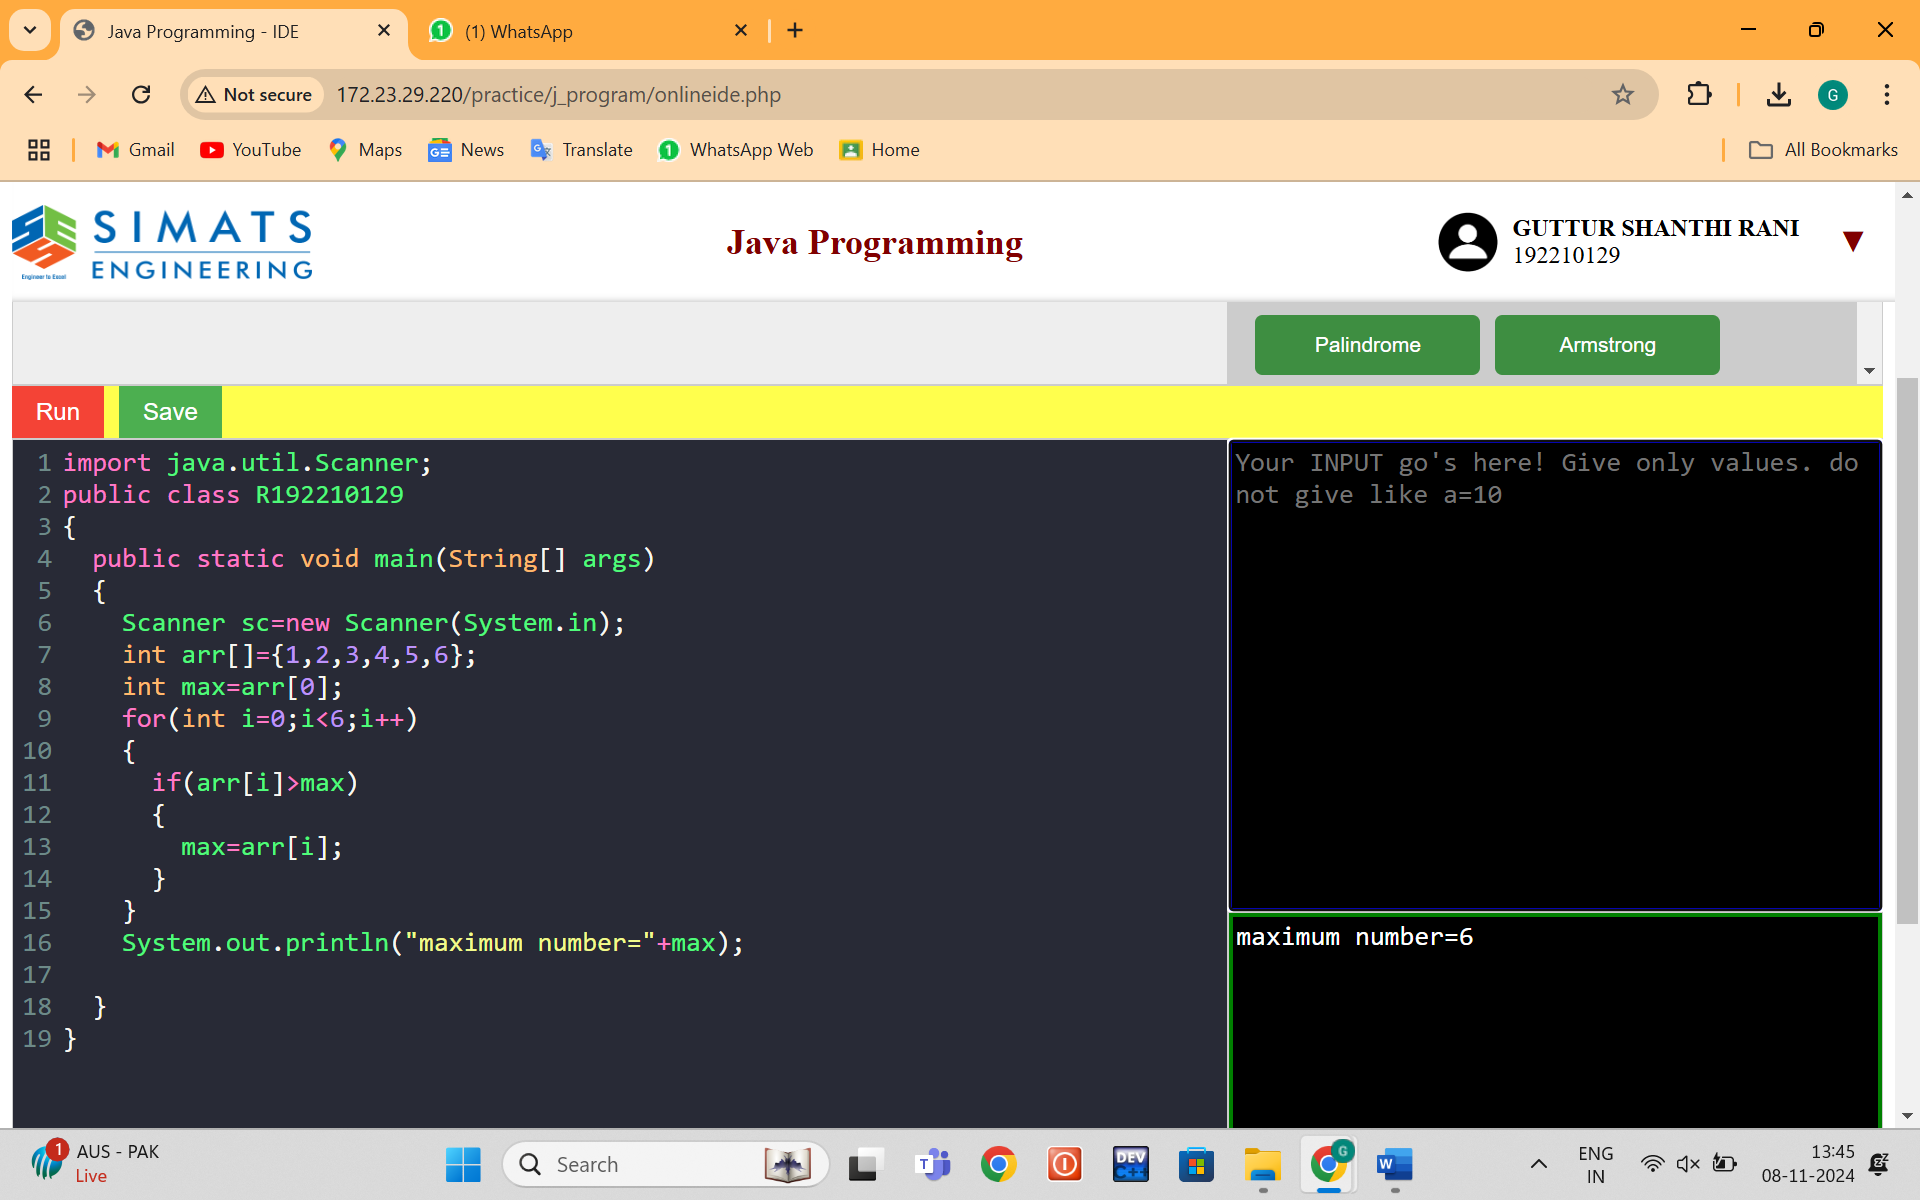 Java Programming - IDE
1
(1) WhatsApp
Not secure
172.23.29.220/practice/j_program/onlineide.php
G
Gmail
YouTube
Maps
News
Translate
1
WhatsApp Web
Home
All Bookmarks
SIMATS
ENGINEERING
Engineer to Excel
Java Programming
GUTTUR SHANTHI RANI
192210129
Palindrome
Armstrong
Run
Save
1 import java.util.Scanner;
2 public class R192210129
3 {
4   public static void main(String[] args)
5   {
6     Scanner sc=new Scanner(System.in);
7     int arr[]={1,2,3,4,5,6};
8     int max=arr[0];
9     for(int i=0;i<6;i++)
10     {
11       if(arr[i]>max)
12       {
13         max=arr[i];
14       }
15     }
16     System.out.println("maximum number="+max);
17
18   }
19 }
Your INPUT go's here! Give only values. do
not give like a=10
maximum number=6
1
AUS - PAK
Live
Search
T
DEV
C++
G
W
ENG
IN
13:45
08-11-2024